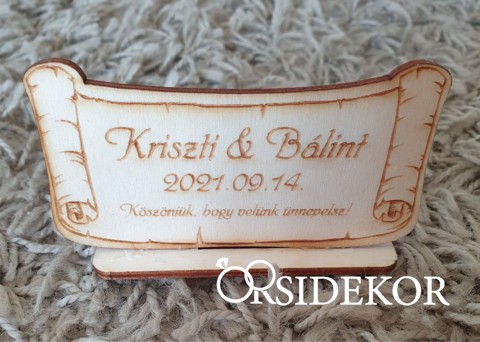 Kriszti & Bálint
2021.09.14.
Köszönjük, hogy velünk ünnepelsz!
ORSIDEKOR